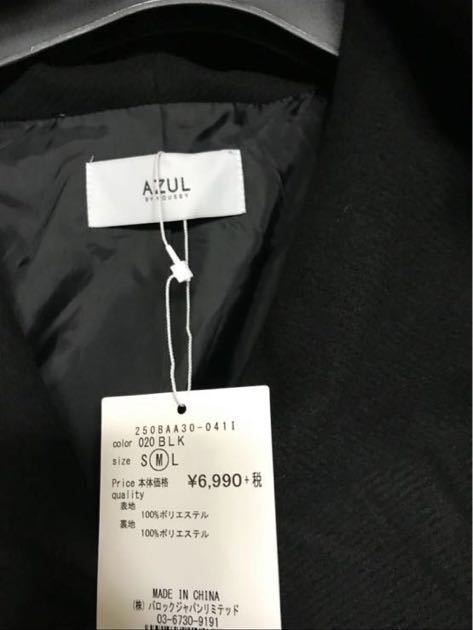 AZUL
BY MOUSSY
250BAA30-041I
color 020 BLK
size S M L
Price 本体価格 ¥6,990+税
quality
表地
100%ポリエステル
裏地
100%ポリエステル
MADE IN CHINA
(株)バロックジャパンリミテッド
03-6730-9191